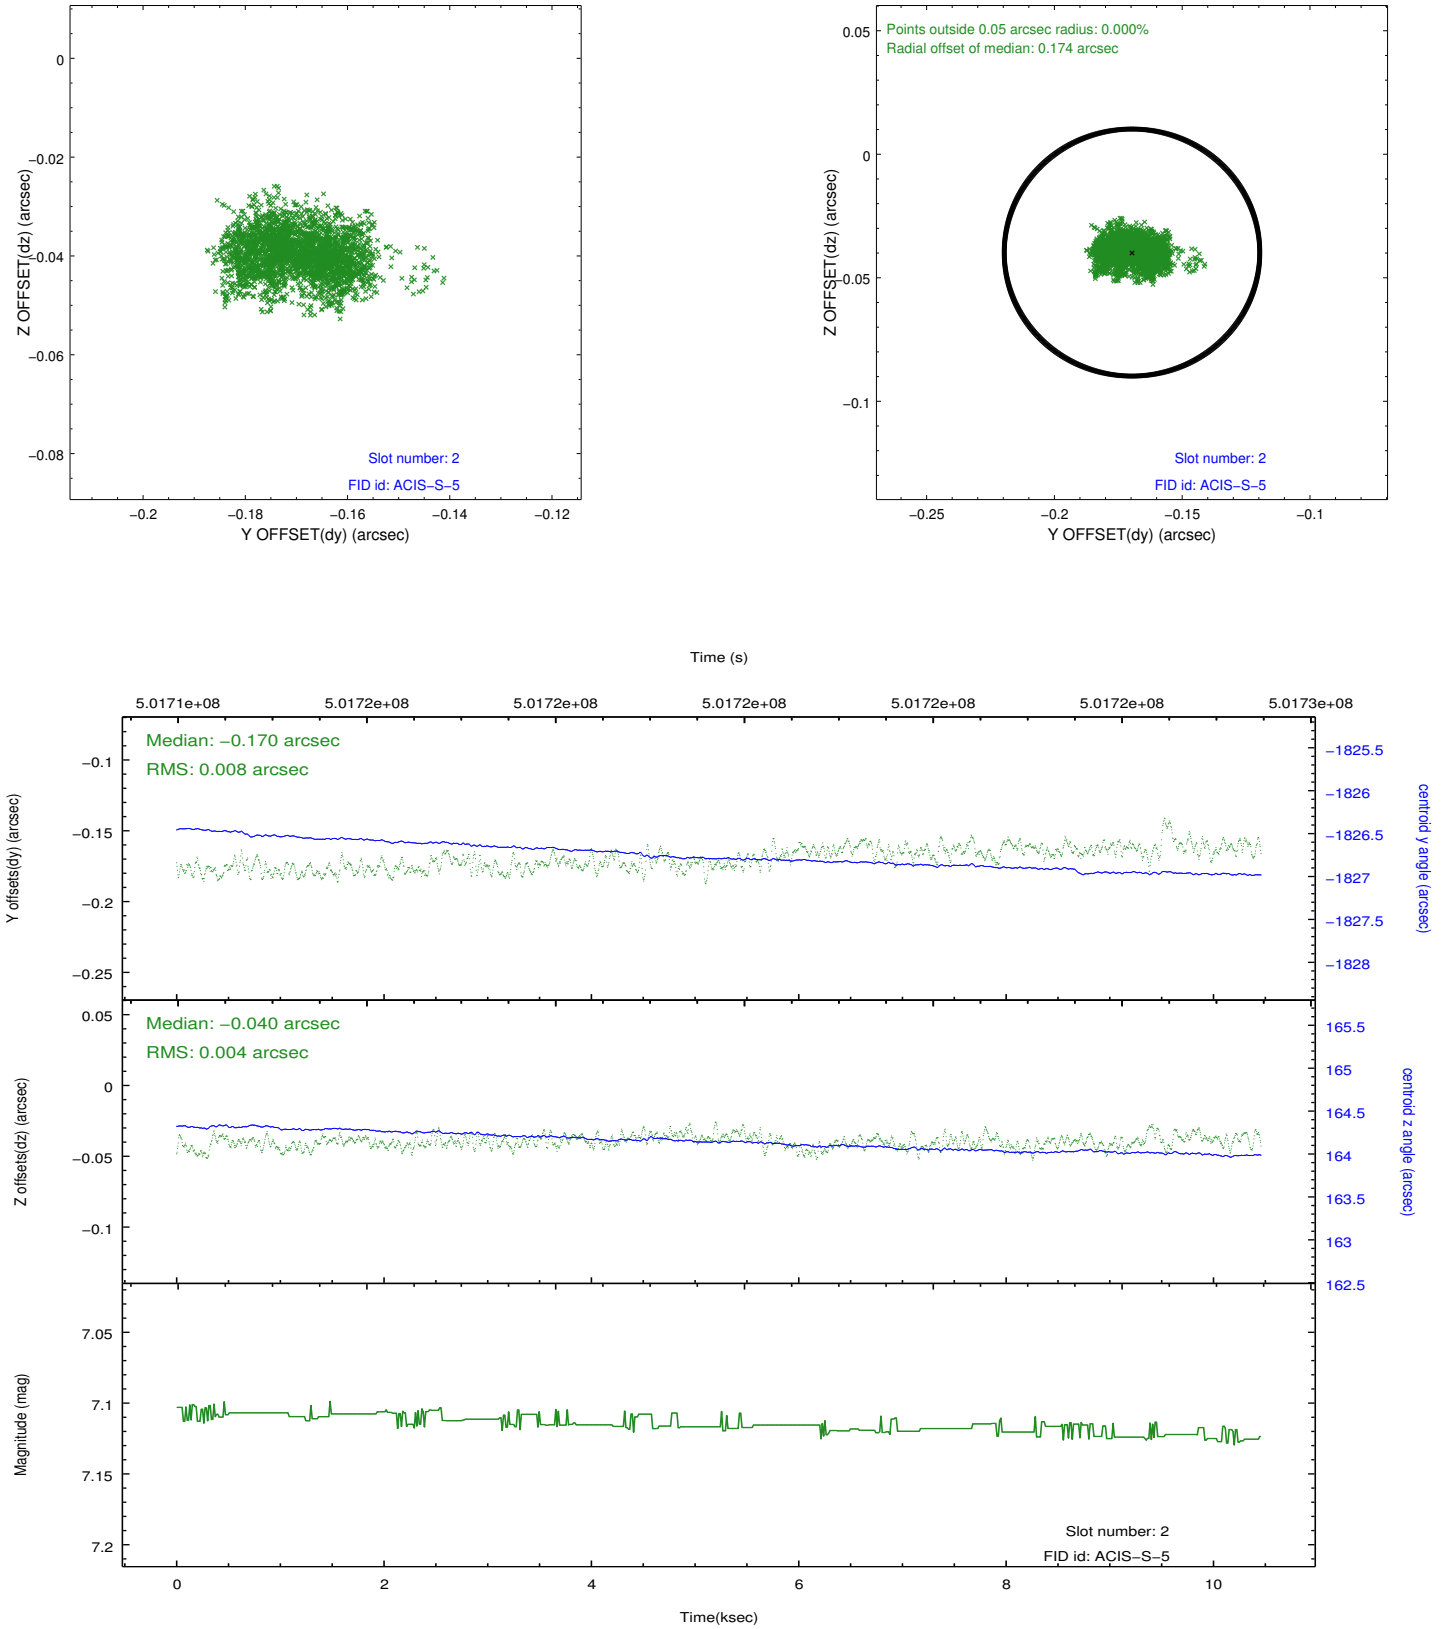 0
−0.02
−0.04
−0.06
−0.08
Z OFFSET(dz) (arcsec)
Slot number: 2
FID id: ACIS−S−5
−0.2 −0.18 −0.16 −0.14 −0.12
Y OFFSET(dy) (arcsec)
Points outside 0.05 arcsec radius: 0.000%
Radial offset of median: 0.174 arcsec
0.05
0
−0.05
−0.1
Z OFFSET(dz) (arcsec)
Slot number: 2
FID id: ACIS−S−5
−0.25 −0.2 −0.15 −0.1
Y OFFSET(dy) (arcsec)
Time (s)
5.0171e+08 5.0172e+08 5.0172e+08 5.0172e+08 5.0172e+08 5.0172e+08 5.0173e+08
Median: −0.170 arcsec
RMS: 0.008 arcsec
−0.1
−0.15
−0.2
−0.25
Y offsets(dy) (arcsec)
−1825.5
−1826
−1826.5
−1827
−1827.5
−1828
centroid y angle (arcsec)
Median: −0.040 arcsec
RMS: 0.004 arcsec
0.05
0
−0.05
−0.1
Z offsets(dz) (arcsec)
165.5
165
164.5
164
163.5
163
162.5
centroid z angle (arcsec)
7.05
7.1
7.15
7.2
Magnitude (mag)
Slot number: 2
FID id: ACIS−S−5
0 2 4 6 8 10
Time(ksec)